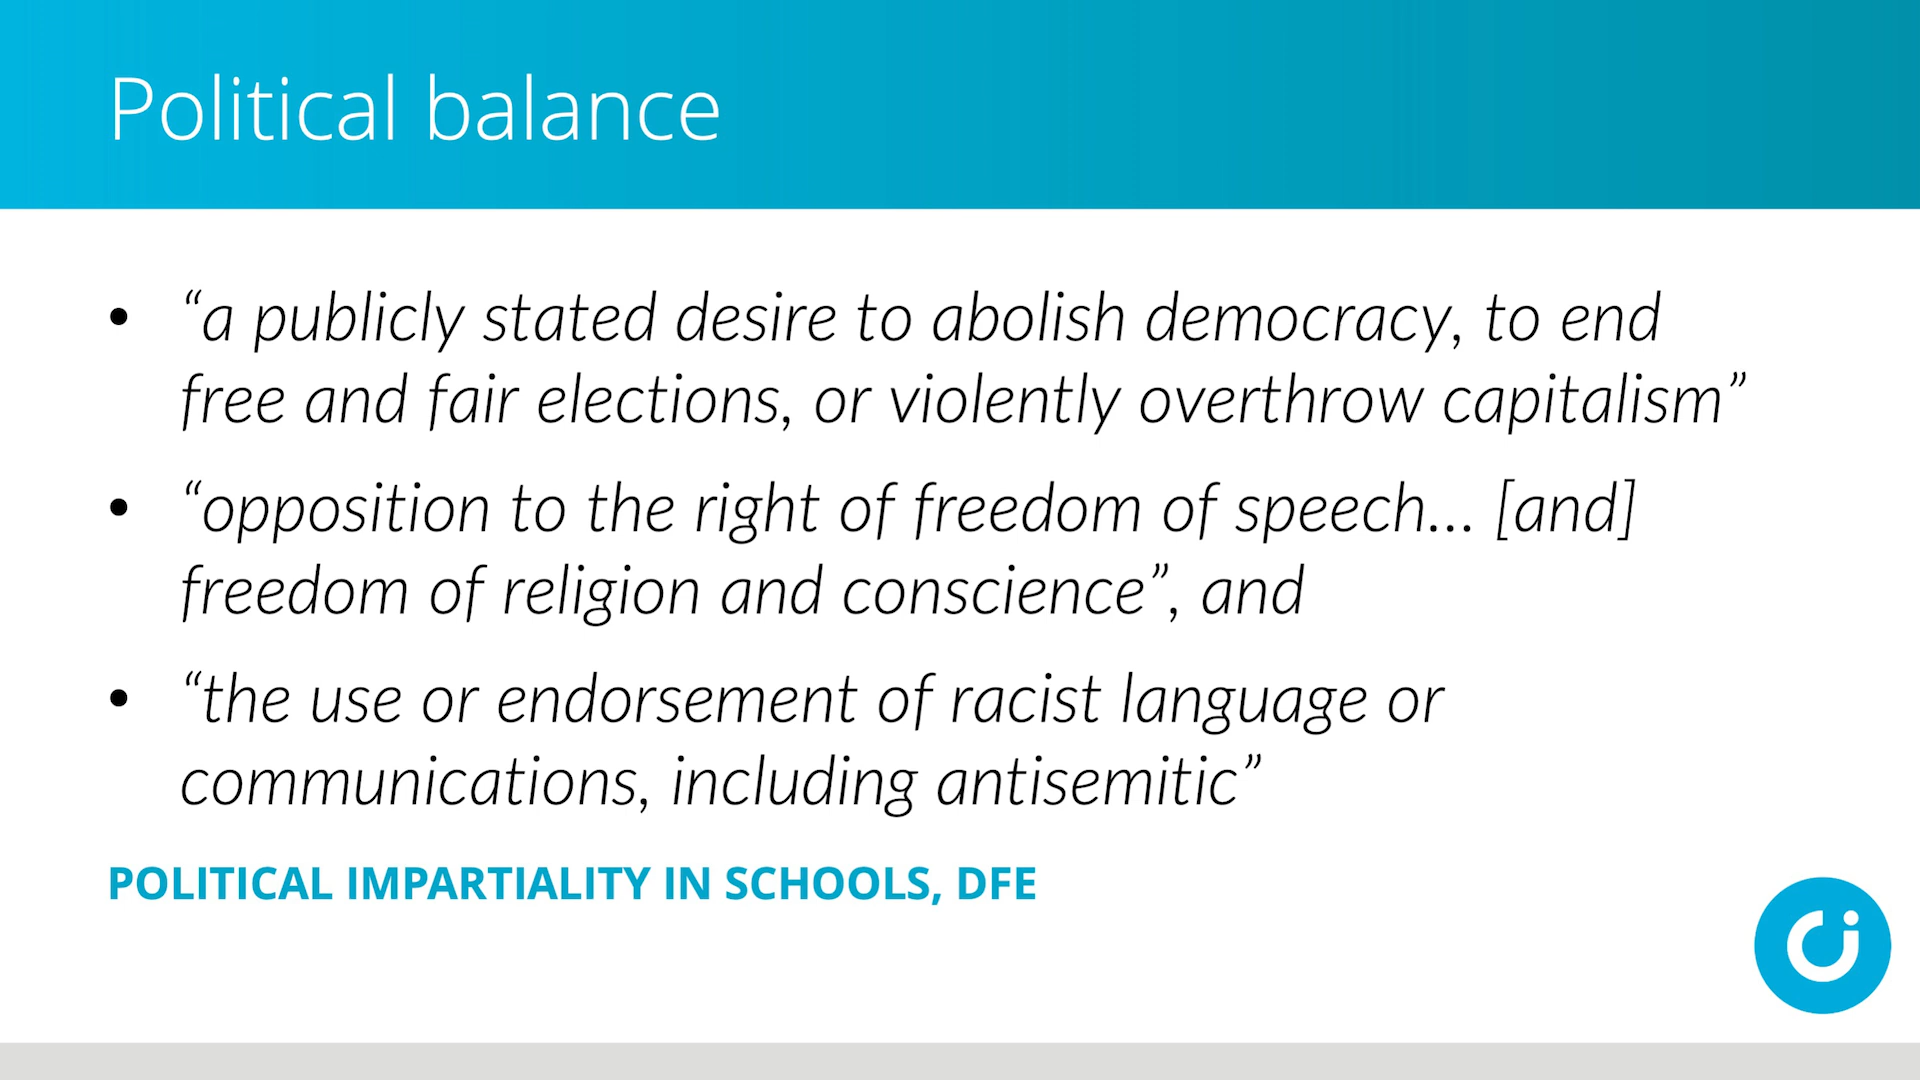 Political balance
• “a publicly stated desire to abolish democracy, to end
free and fair elections, or violently overthrow capitalism”
• “opposition to the right of freedom of speech... [and]
freedom of religion and conscience”, and
• “the use or endorsement of racist language or
communications, including antisemitic”
POLITICAL IMPARTIALITY IN SCHOOLS, DFE